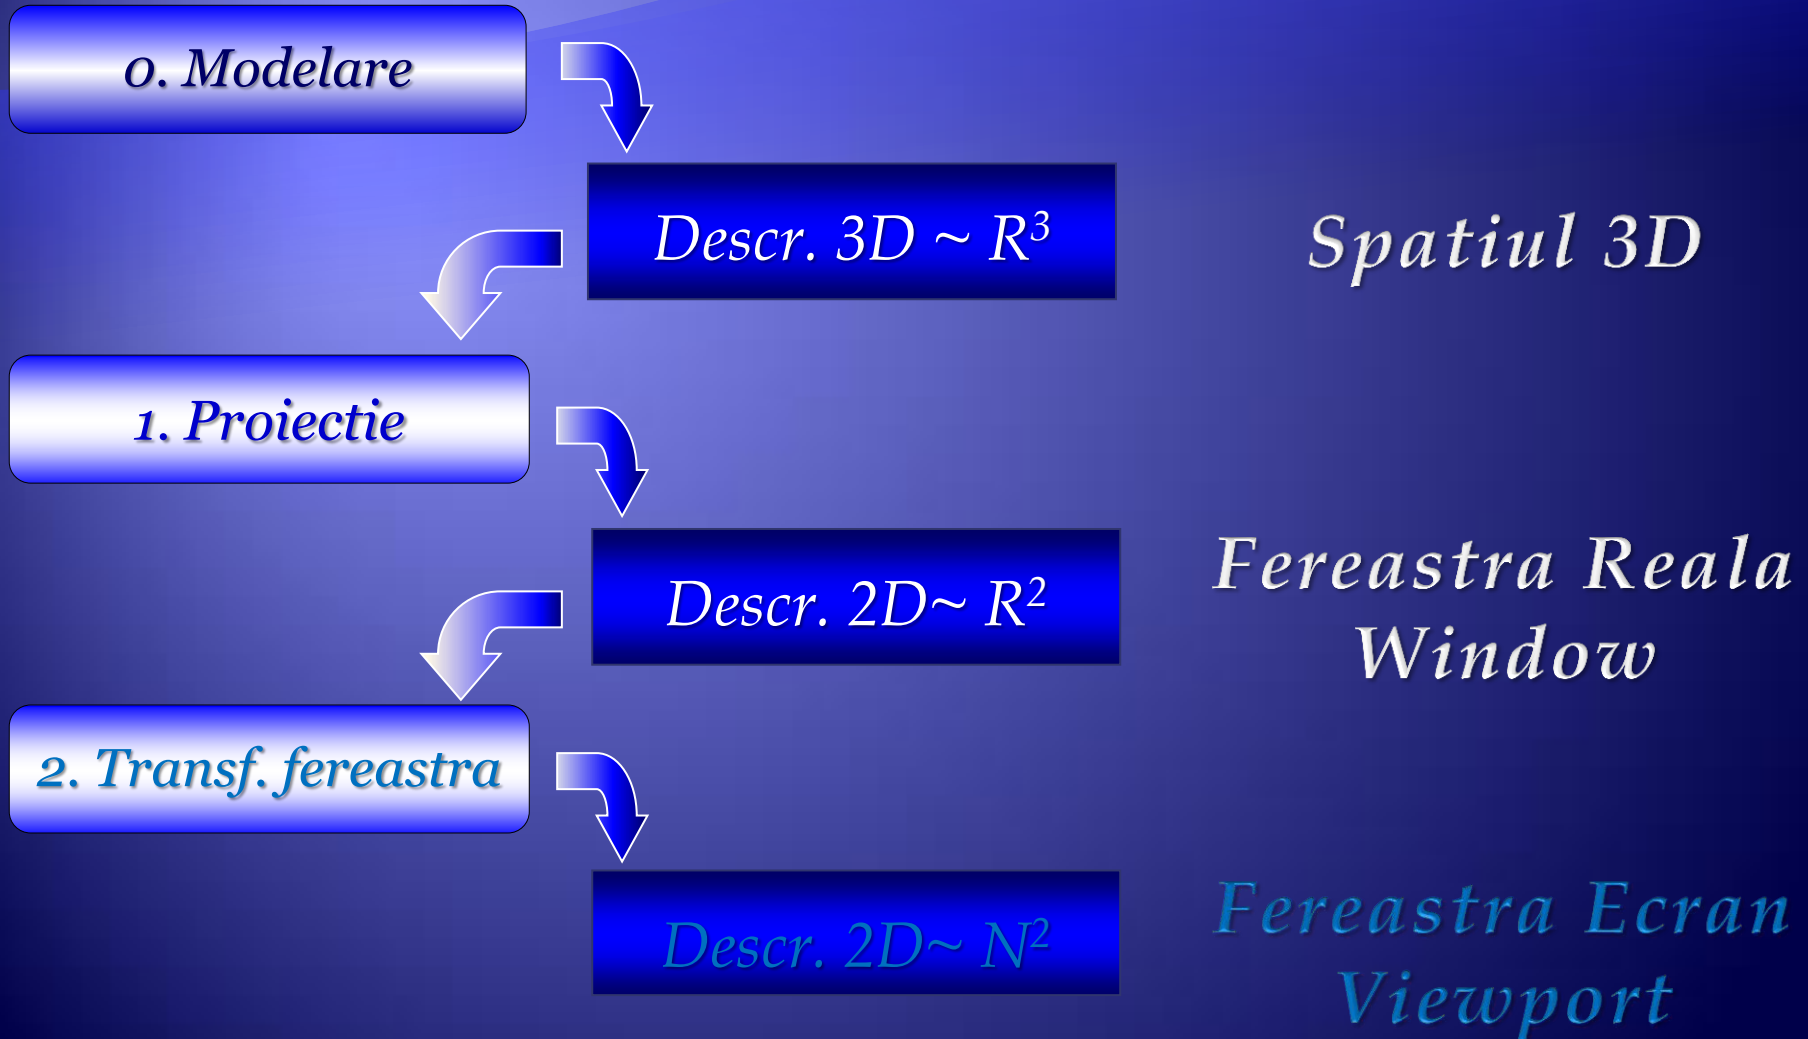 0. Modelare
Descr. 3D ~ R³
Spatiul 3D
1. Proiectie
Descr. 2D~ R²
Fereastra Reala
Window
2. Transf. fereastra
Descr. 2D~ N²
Fereastra Ecran
Viewport